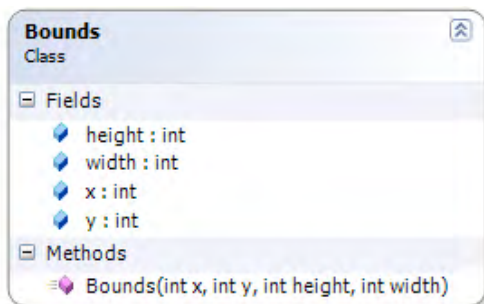 Bounds
Class
Fields
height : int
width : int
x : int
y : int
Methods
Bounds(int x, int y, int height, int width)